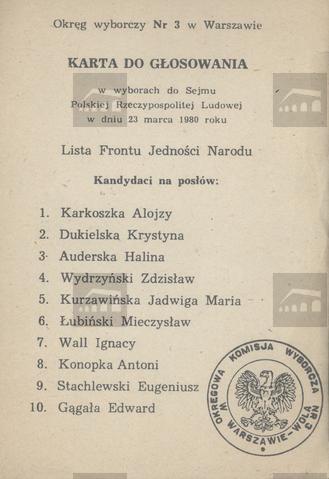 Okręg wyborczy Nr 3 w Warszawie
KARTA DO GŁOSOWANIA
w wyborach do Sejmu
Polskiej Rzeczypospolitej Ludowej
w dniu 23 marca 1980 roku
Lista Frontu Jedności Narodu
Kandydaci na posłów:
1. Karkoszka Alojzy
2. Dukielska Krystyna
3. Auderska Halina
4. Wydrzyński Zdzisław
5. Kurzawińska Jadwiga Maria
6. Łubiński Mieczysław
7. Wall Ignacy
8. Konopka Antoni
9. Stachlewski Eugeniusz
10. Gągała Edward
OKRĘGOWA KOMISJA WYBORCZA NR 3
W WARSZAWIE-WOLA